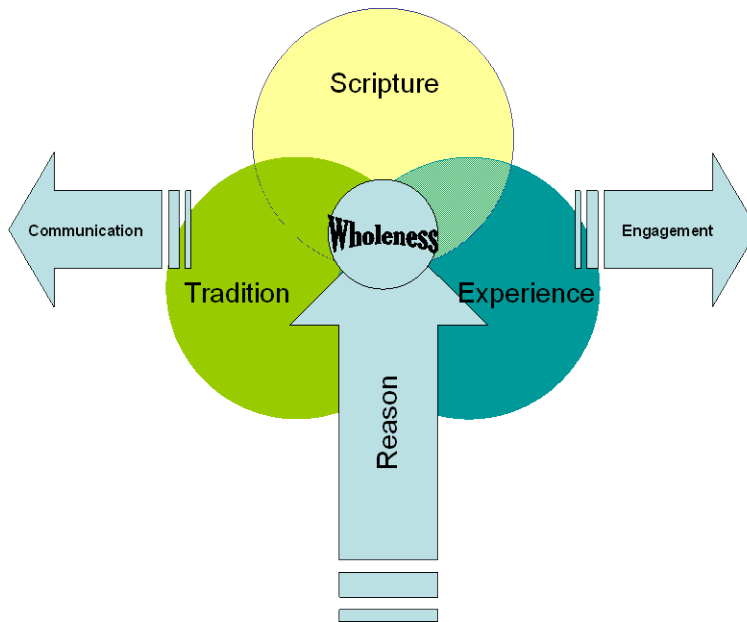 Scripture
Communication
Wholeness
Engagement
Tradition
Experience
Reason